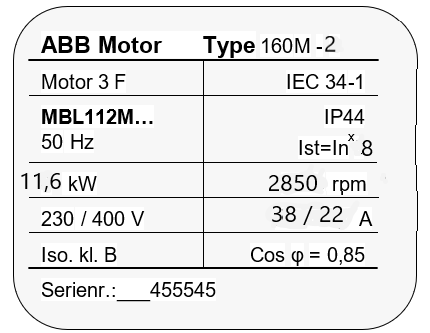 ABB Motor Type 160M -2
Motor 3 F IEC 34-1
MBL112M... IP44
50 Hz Ist=In x 8
11,6 kW 2850 rpm
230 / 400 V 38 / 22 A
Iso. kl. B Cos φ = 0,85
Serienr.:___455545